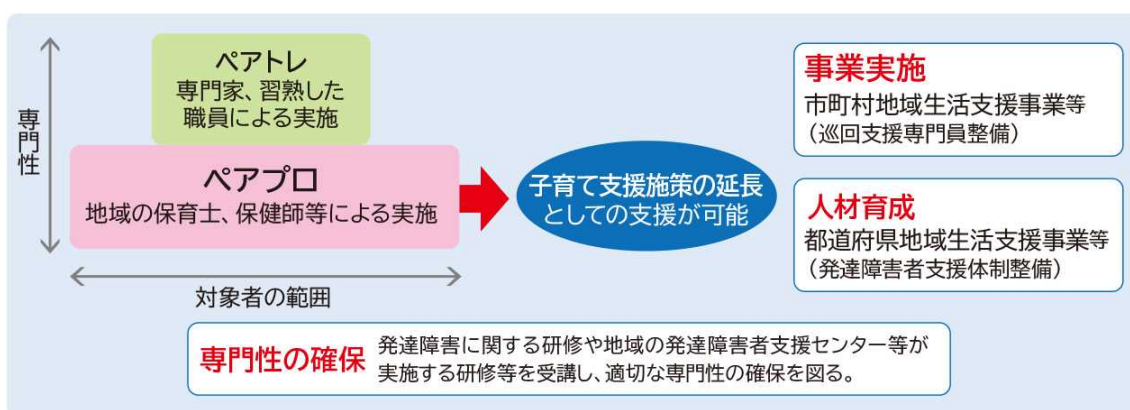 専門性
ペアトレ
専門家、習熟した
職員による実施
ペアプロ
地域の保育士、保健師等による実施
対象者の範囲
子育て支援施策の延長
としての支援が可能
事業実施
市町村地域生活支援事業等
(巡回支援専門員整備)
人材育成
都道府県地域生活支援事業等
(発達障害者支援体制整備)
専門性の確保
発達障害に関する研修や地域の発達障害者支援センター等が
実施する研修等を受講し、適切な専門性の確保を図る。